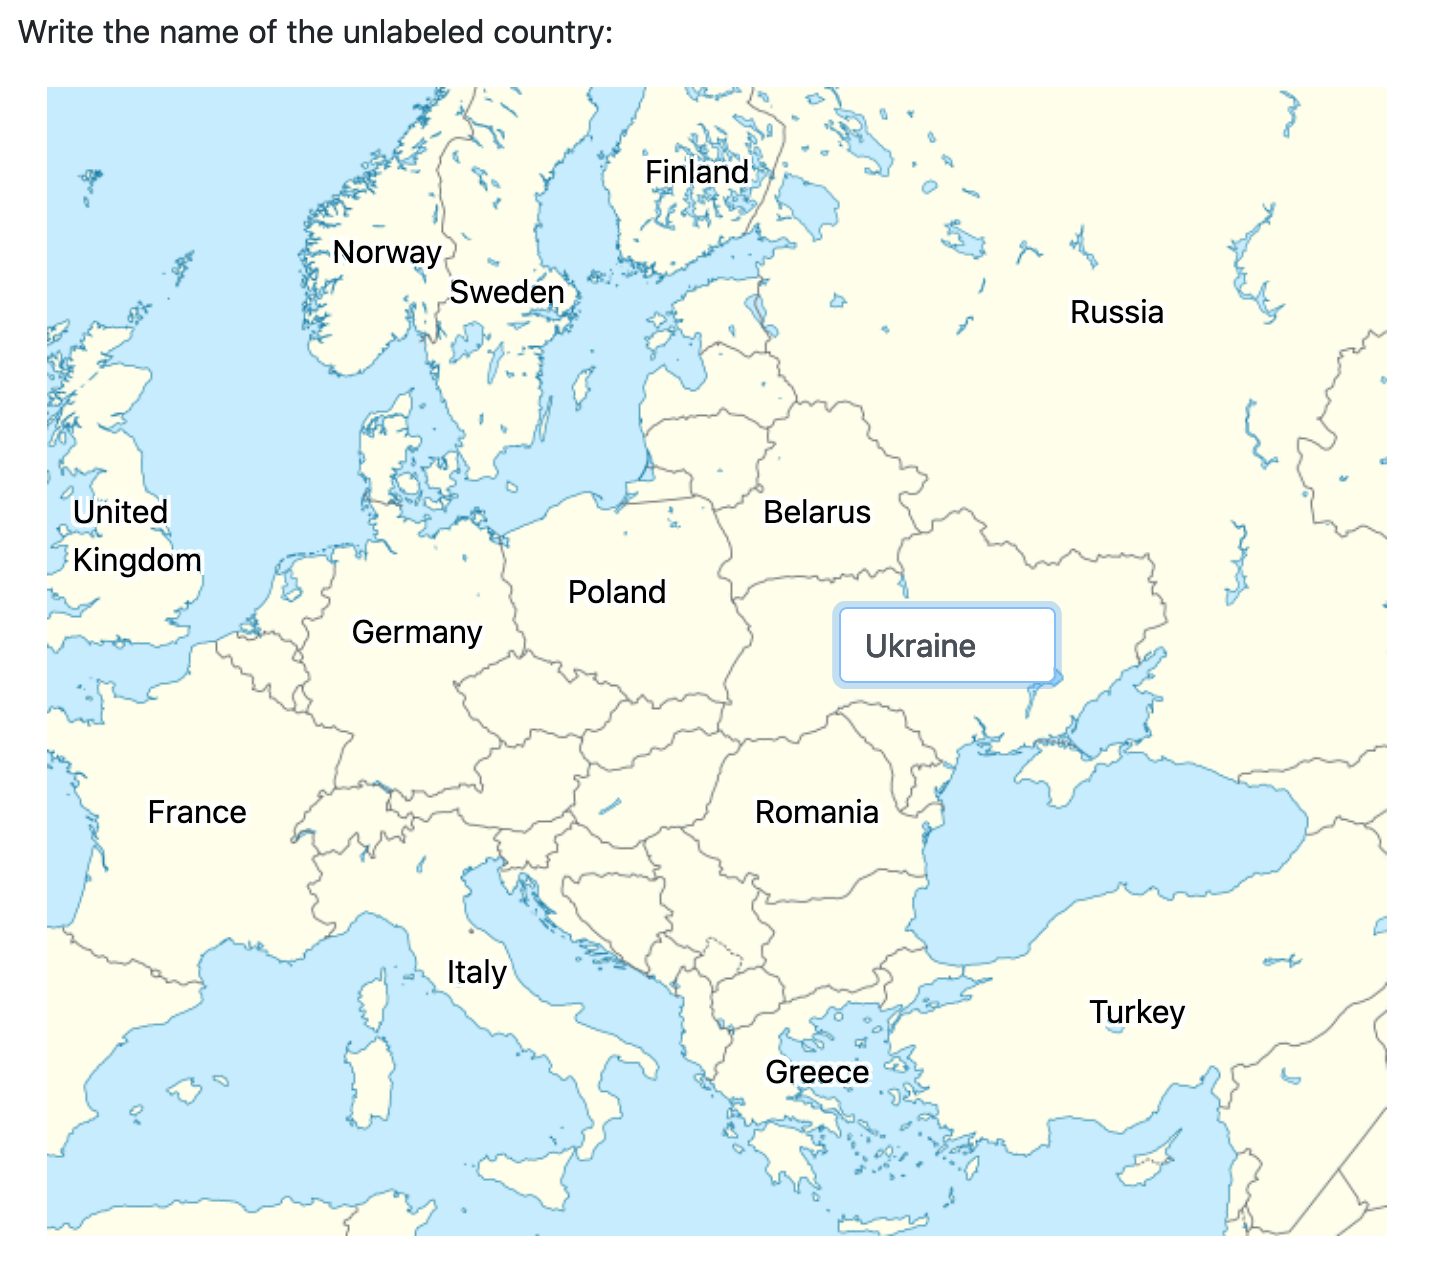 Write the name of the unlabeled country:
Finland
Norway
Sweden
Russia
United
Kingdom
Belarus
Poland
Germany
Ukraine
France
Romania
Italy
Turkey
Greece